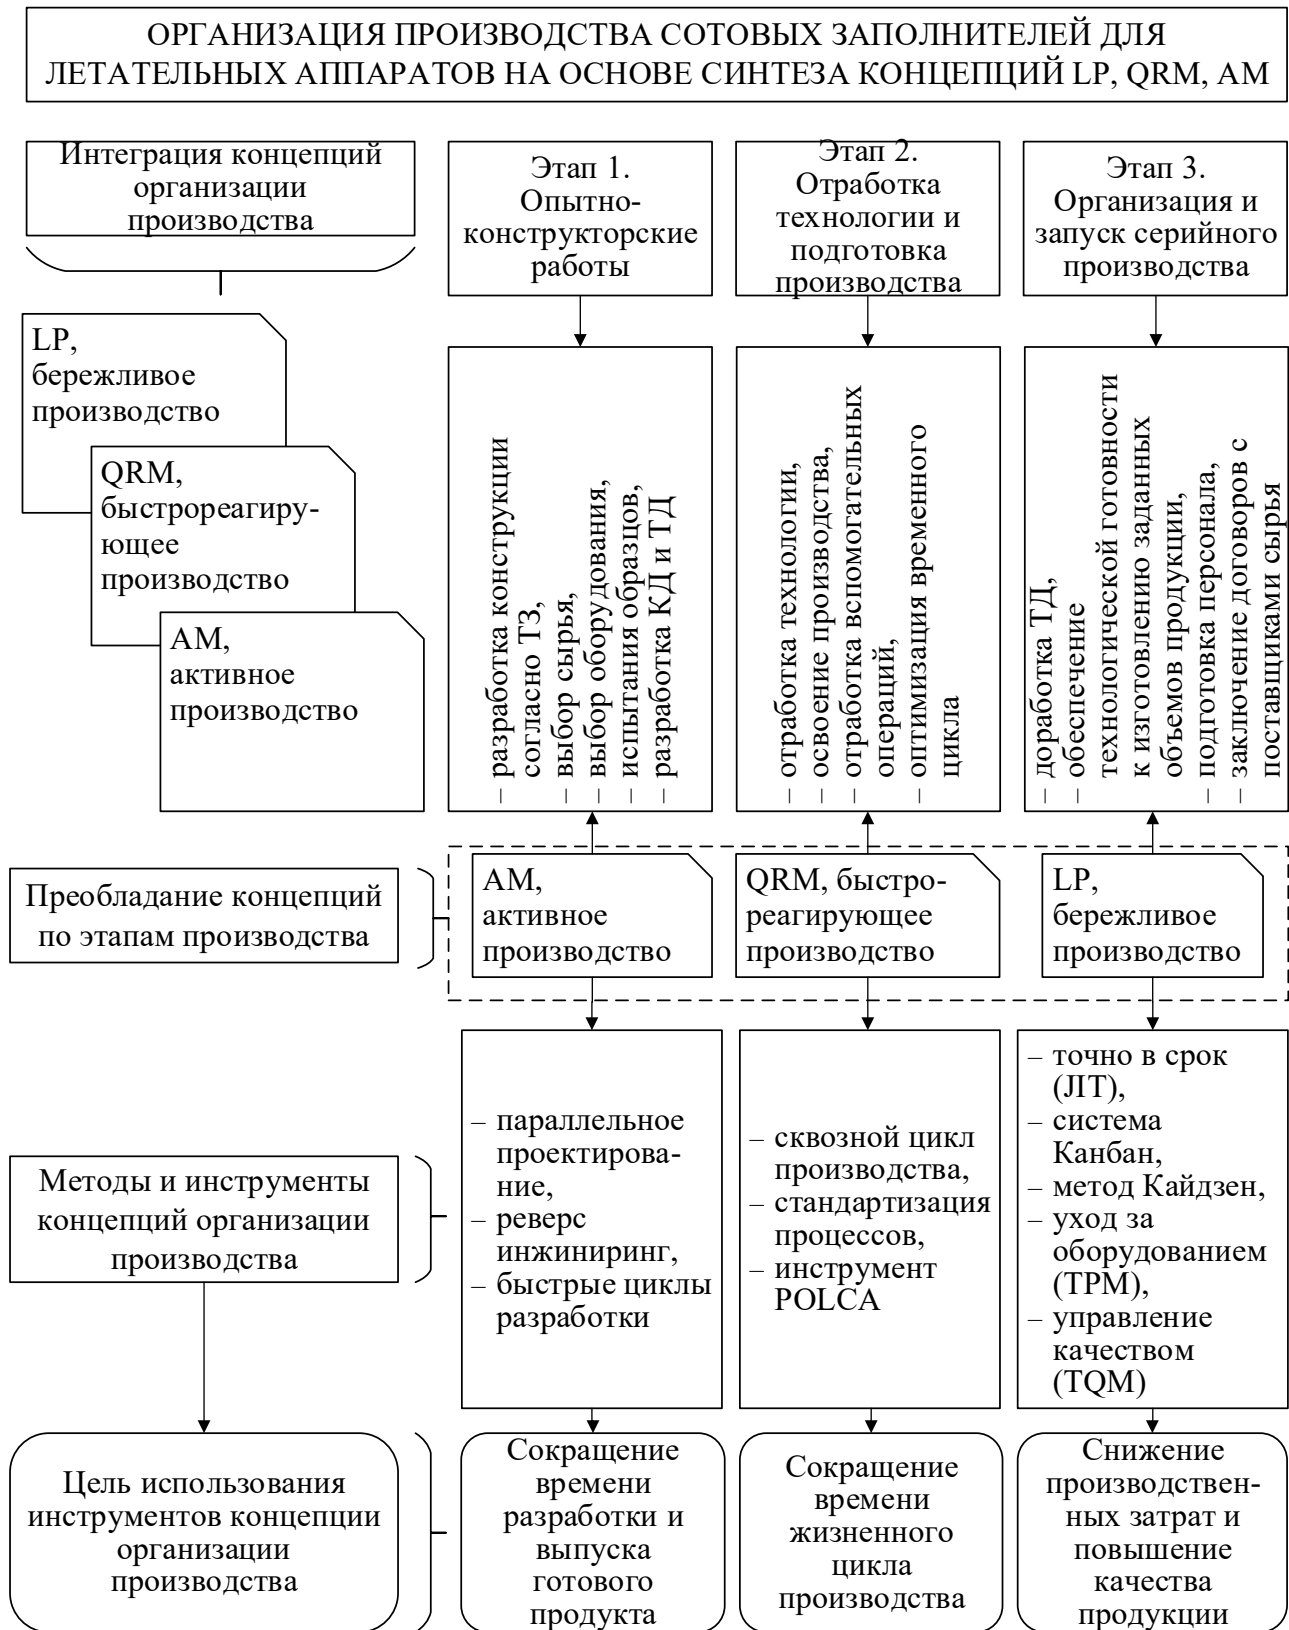 ОРГАНИЗАЦИЯ ПРОИЗВОДСТВА СОТОВЫХ ЗАПОЛНИТЕЛЕЙ ДЛЯ
ЛЕТАТЕЛЬНЫХ АППАРАТОВ НА ОСНОВЕ СИНТЕЗА КОНЦЕПЦИЙ LP, QRM, AM
Интеграция концепций
организации
производства
Этап 1.
Опытно-
конструкторские
работы
Этап 2.
Отработка
технологии и
подготовка
производства
Этап 3.
Организация и
запуск серийного
производства
LP,
бережливое
производство
QRM,
быстрореагиру-
ющее
производство
AM,
активное
производство
– разработка конструкции
согласно ТЗ,
– выбор сырья,
– выбор оборудования,
– испытания образцов,
– разработка КД и ТД
– отработка технологии,
– освоение производства,
– отработка вспомогательных
операций,
– оптимизация временного
цикла
– доработка ТД,
– обеспечение
технологической готовности
к изготовлению заданных
объемов продукции,
– подготовка персонала,
– заключение договоров с
поставщиками сырья
Преобладание концепций
по этапам производства
AM,
активное
производство
QRM, быстро-
реагирующее
производство
LP,
бережливое
производство
Методы и инструменты
концепций организации
производства
– параллельное
проектирова-
ние,
– реверс
инжиниринг,
– быстрые циклы
разработки
– сквозной цикл
производства,
– стандартизация
процессов,
– инструмент
POLCA
– точно в срок
(JIT),
– система
Канбан,
– метод Кайдзен,
– уход за
оборудованием
(TPM),
– управление
качеством
(TQM)
Цель использования
инструментов концепции
организации
производства
Сокращение
времени
разработки и
выпуска
готового
продукта
Сокращение
времени
жизненного
цикла
производства
Снижение
производствен-
ных затрат и
повышение
качества
продукции